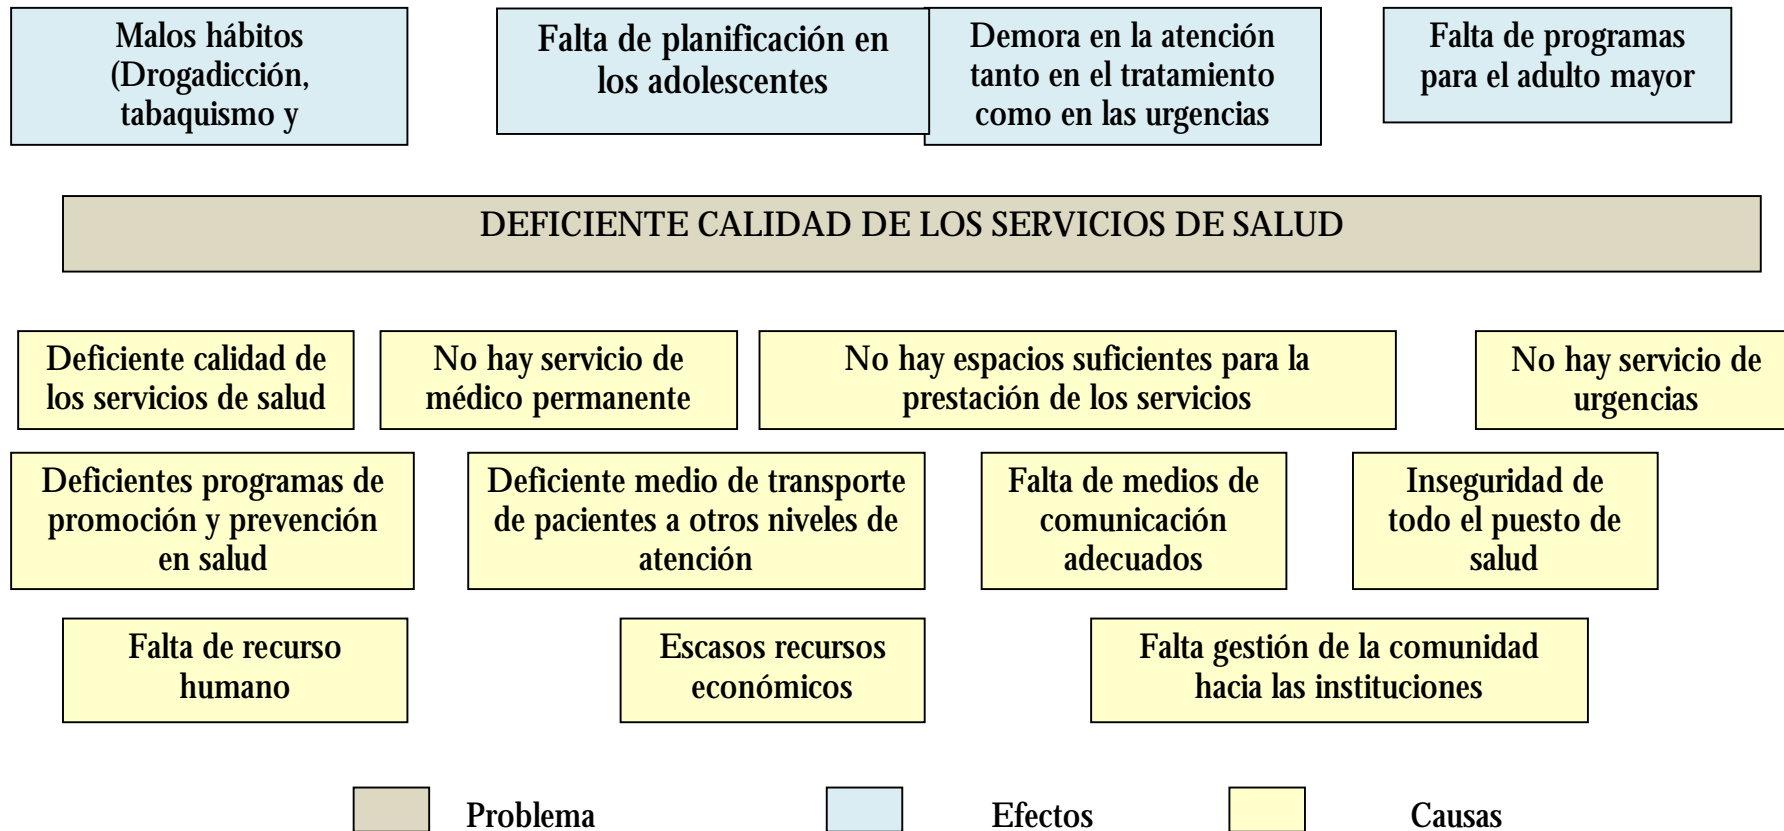 Malos hábitos
(Drogadicción,
tabaquismo y
Falta de planificación en
los adolescentes
Demora en la atención
tanto en el tratamiento
como en las urgencias
Falta de programas
para el adulto mayor
DEFICIENTE CALIDAD DE LOS SERVICIOS DE SALUD
Deficiente calidad de
los servicios de salud
No hay servicio de
médico permanente
No hay espacios suficientes para la
prestación de los servicios
No hay servicio de
urgencias
Deficientes programas de
promoción y prevención
en salud
Deficiente medio de transporte
de pacientes a otros niveles de
atención
Falta de medios de
comunicación
adecuados
Inseguridad de
todo el puesto de
salud
Falta de recurso
humano
Escasos recursos
económicos
Falta gestión de la comunidad
hacia las instituciones
Problema
Efectos
Causas